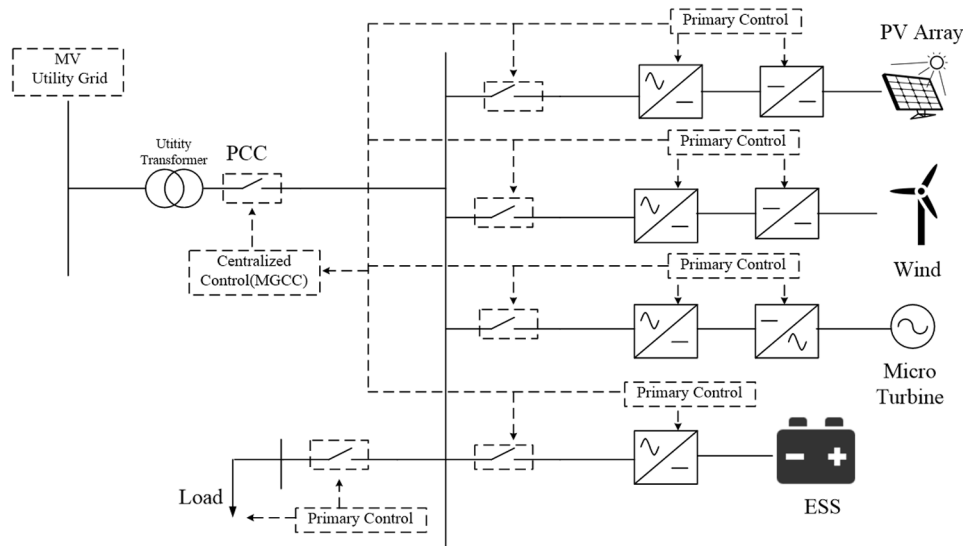 Primary Control
PV Array
MV
Utility Grid
Utitity
Transformer
PCC
Primary Control
Centralized
Control(MGCC)
Primary Control
Wind
Micro
Turbine
Primary Control
Load
Primary Control
ESS